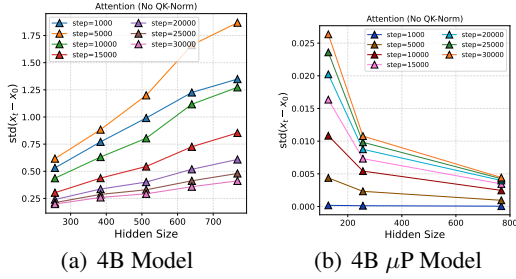 Attention (No QK-Norm)
std(x_t − x_0)
1.75
1.50
1.25
1.00
0.75
0.50
0.25
step=1000
step=5000
step=10000
step=15000
step=20000
step=25000
step=30000
300 400 500 600 700
Hidden Size
(a) 4B Model
Attention (No QK-Norm)
std(x_t − x_0)
0.025
0.020
0.015
0.010
0.005
0.000
step=1000
step=5000
step=10000
step=15000
step=20000
step=25000
step=30000
200 400 600 800
Hidden Size
(b) 4B μP Model